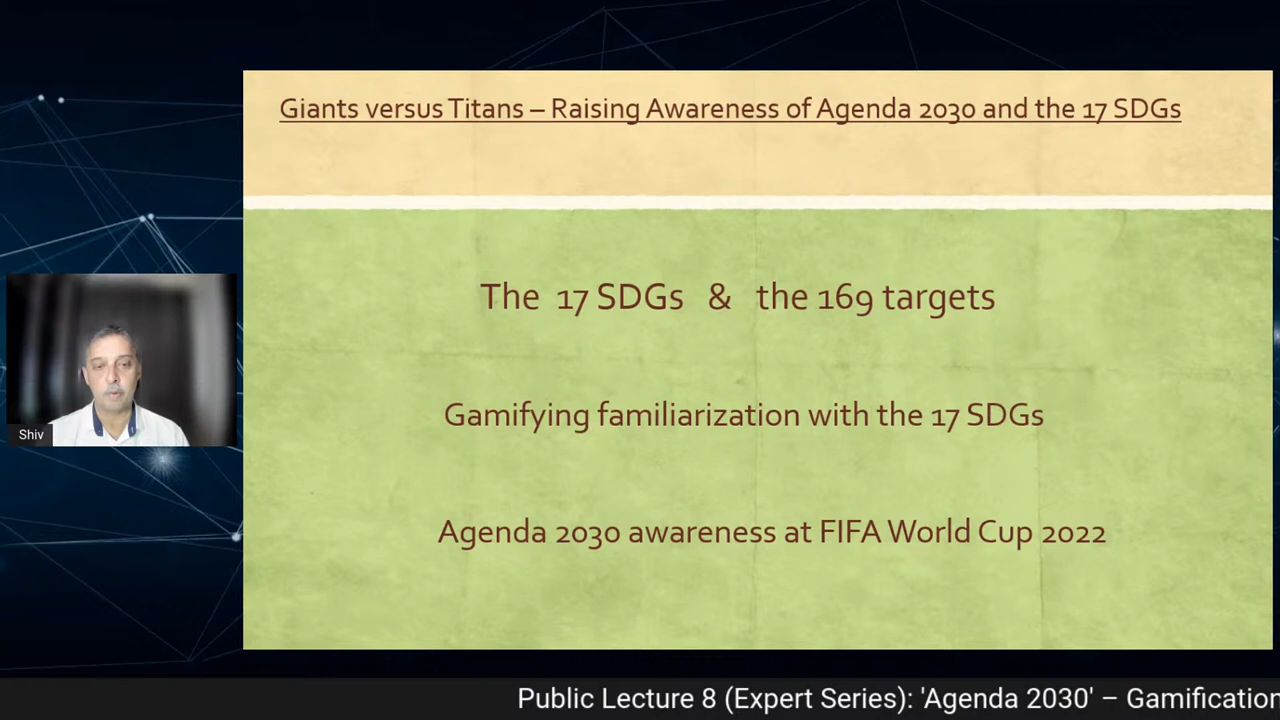 Giants versus Titans – Raising Awareness of Agenda 2030 and the 17 SDGs
The 17 SDGs & the 169 targets
Gamifying familiarization with the 17 SDGs
Agenda 2030 awareness at FIFA World Cup 2022
Shiv
Public Lecture 8 (Expert Series): 'Agenda 2030' – Gamification